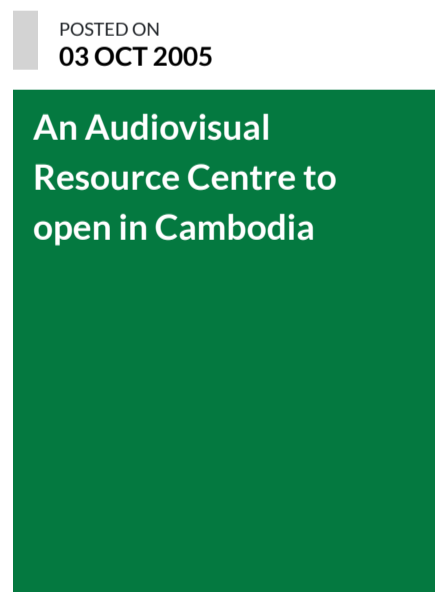 POSTED ON
03 OCT 2005
An Audiovisual
Resource Centre to
open in Cambodia